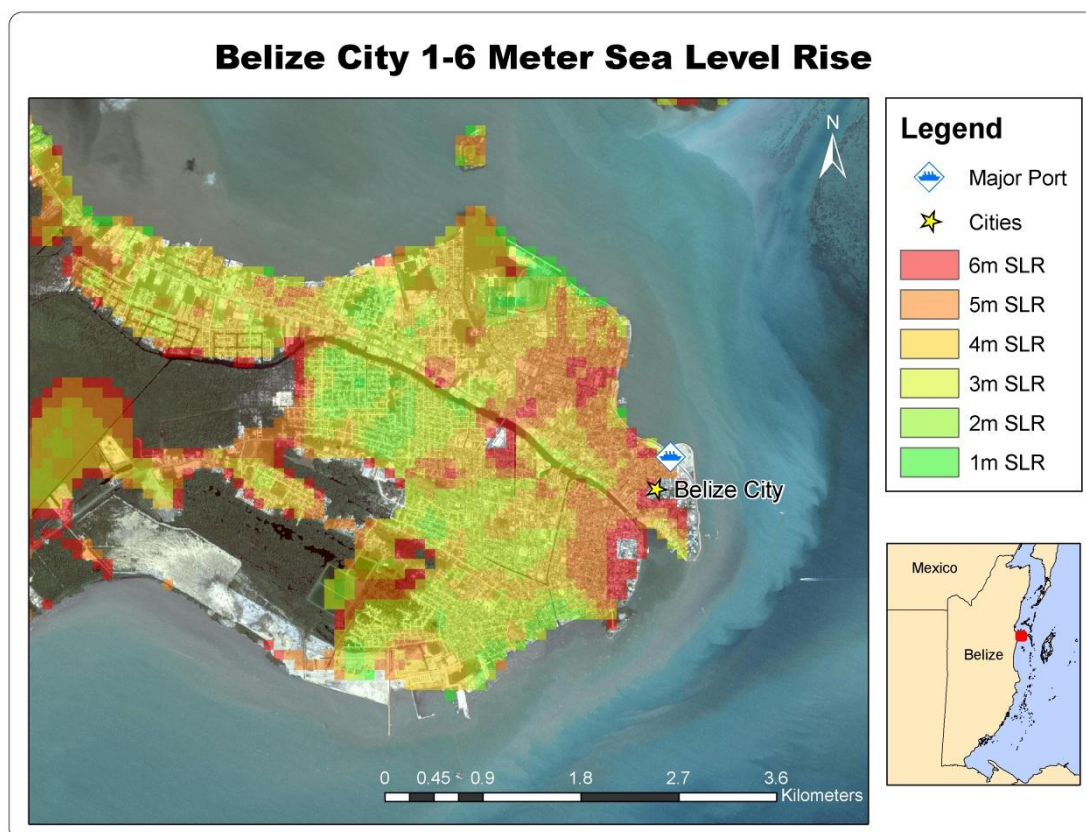 Belize City 1-6 Meter Sea Level Rise
N
Belize City
0 0.45 0.9 1.8 2.7 3.6
Kilometers
Legend
Major Port
Cities
6m SLR
5m SLR
4m SLR
3m SLR
2m SLR
1m SLR
Mexico
Belize